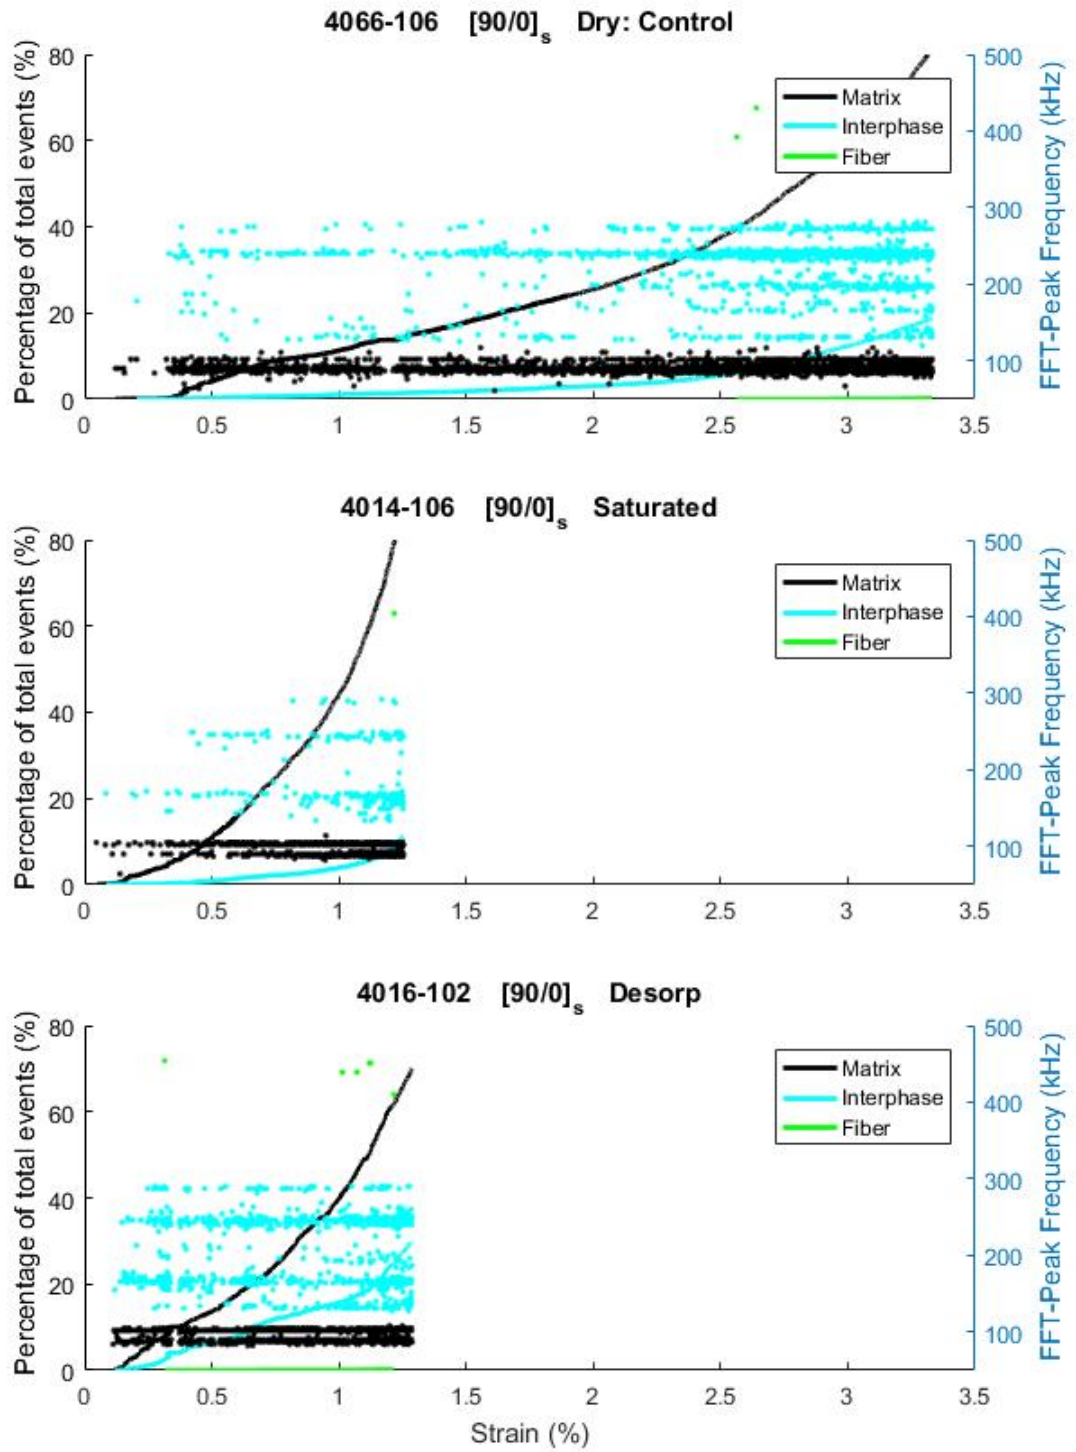 4066-106 [90/0]s Dry: Control
Percentage of total events (%)
80
60
40
20
0
0 0.5 1 1.5 2 2.5 3 3.5
500
400
300
200
100
FFT-Peak Frequency (kHz)
Matrix
Interphase
Fiber
4014-106 [90/0]s Saturated
Percentage of total events (%)
80
60
40
20
0
0 0.5 1 1.5 2 2.5 3 3.5
500
400
300
200
100
FFT-Peak Frequency (kHz)
Matrix
Interphase
Fiber
4016-102 [90/0]s Desorp
Percentage of total events (%)
80
60
40
20
0
0 0.5 1 1.5 2 2.5 3 3.5
500
400
300
200
100
FFT-Peak Frequency (kHz)
Matrix
Interphase
Fiber
Strain (%)